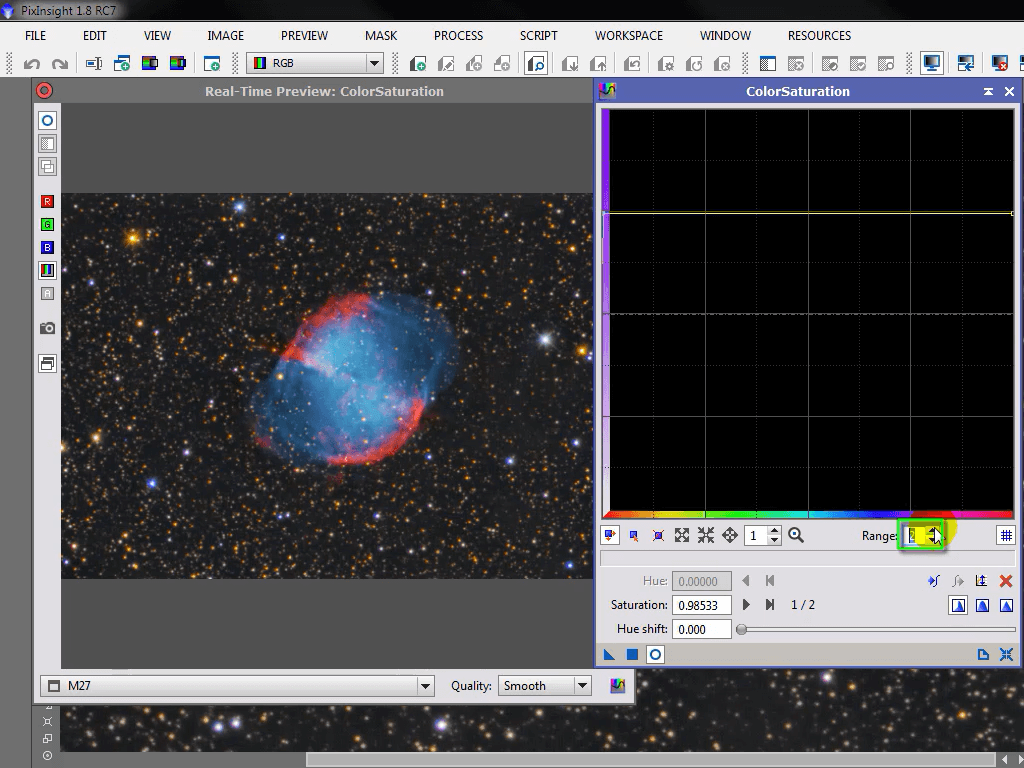 PixInsight 1.8 RC7
FILE EDIT VIEW IMAGE PREVIEW MASK PROCESS SCRIPT WORKSPACE WINDOW RESOURCES
RGB
Real-Time Preview: ColorSaturation
ColorSaturation
R
G
B
1
Range: 2
Hue: 0.00000
Saturation: 0.98533
1 / 2
Hue shift: 0.000
M27
Quality: Smooth